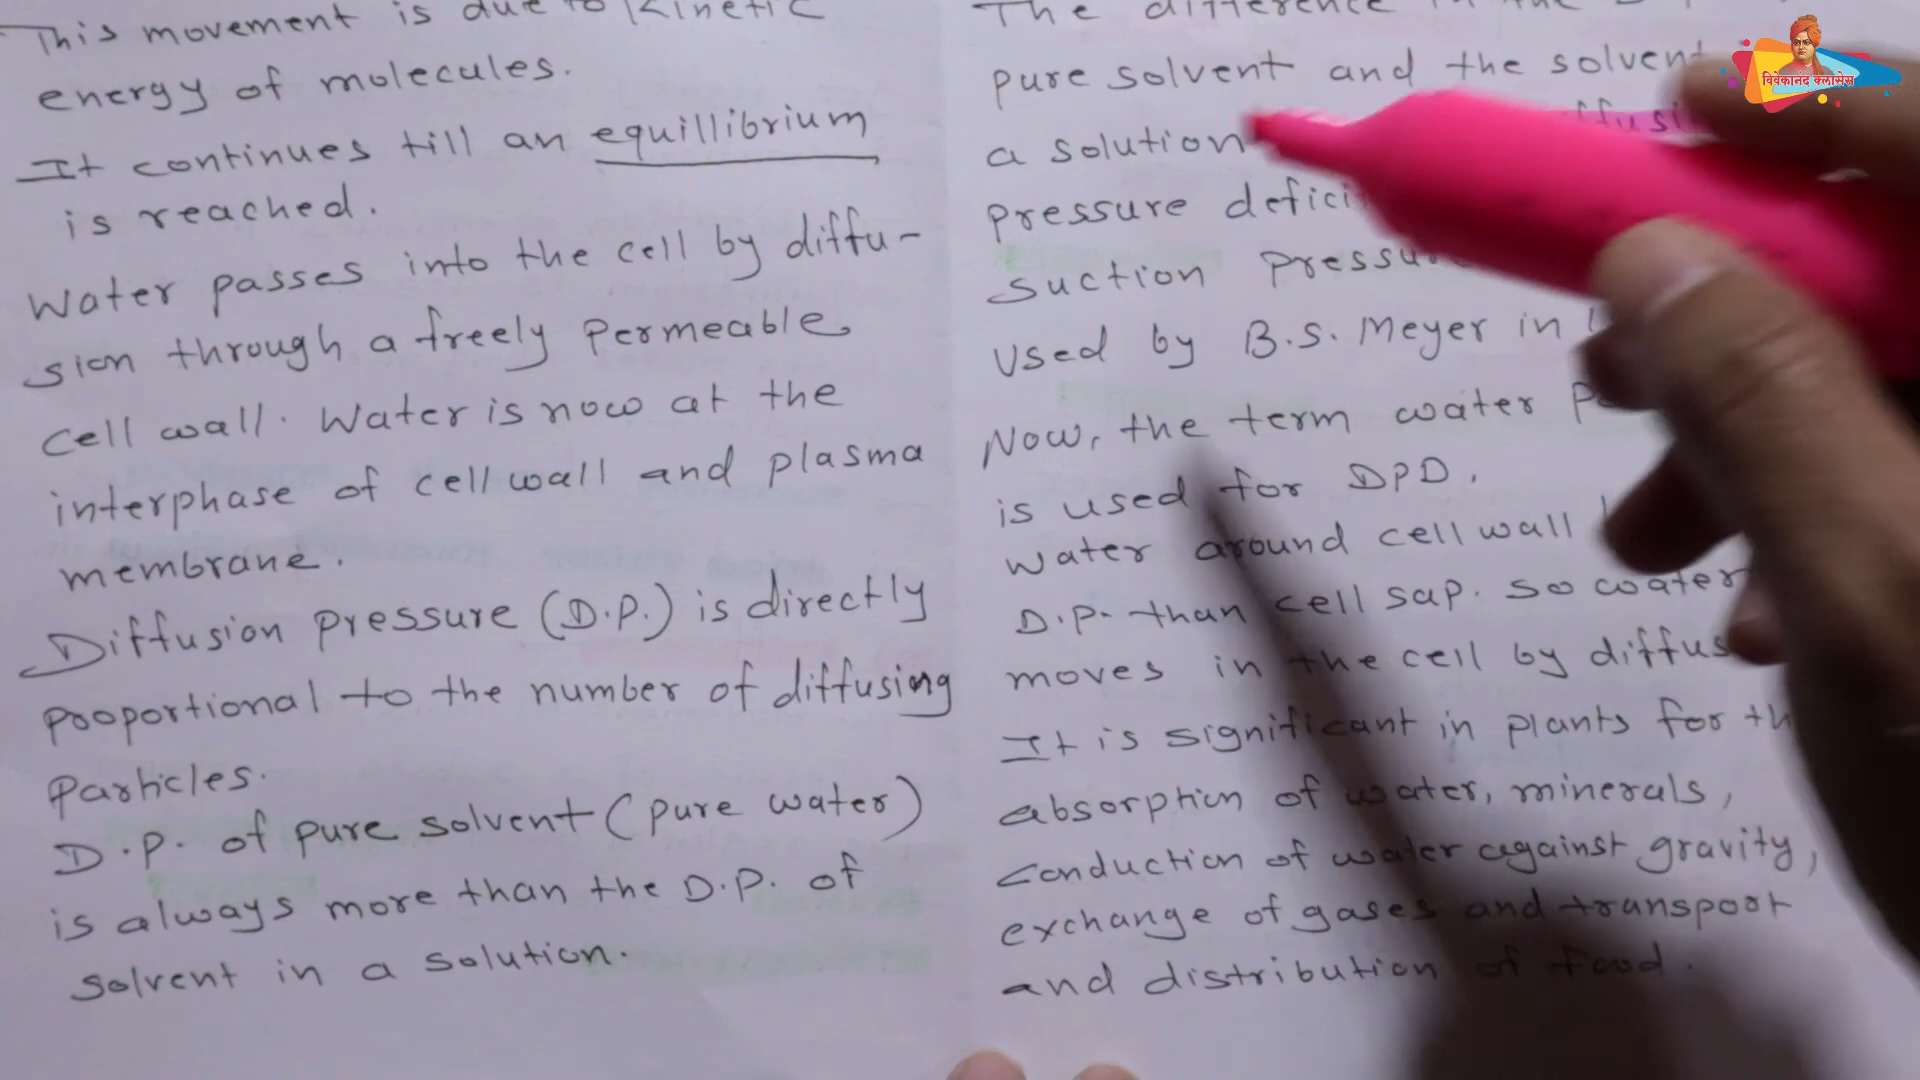 This movement is due to Kinetic
energy of molecules.
It continues till an equillibrium
is reached.
Water passes into the cell by diffu-
sion through a freely permeable
cell wall. Water is now at the
interphase of cell wall and plasma
membrane.
Diffusion pressure (D.P.) is directly
proportional to the number of diffusing
particles.
D.P. of pure solvent (pure water)
is always more than the D.P. of
solvent in a solution.
The difference in the
pure solvent and the solvent
a solution
pressure
suction pressure
used by B.S. Meyer in
Now, the term water
is used for DPD.
water around cell wall
D.P. than cell sap. so water
moves in the cell by
It is significant in plants for
absorption of water, minerals,
conduction of water against gravity,
exchange of gases and transport
and distribution of food.
विवेकानंद क्लासेस